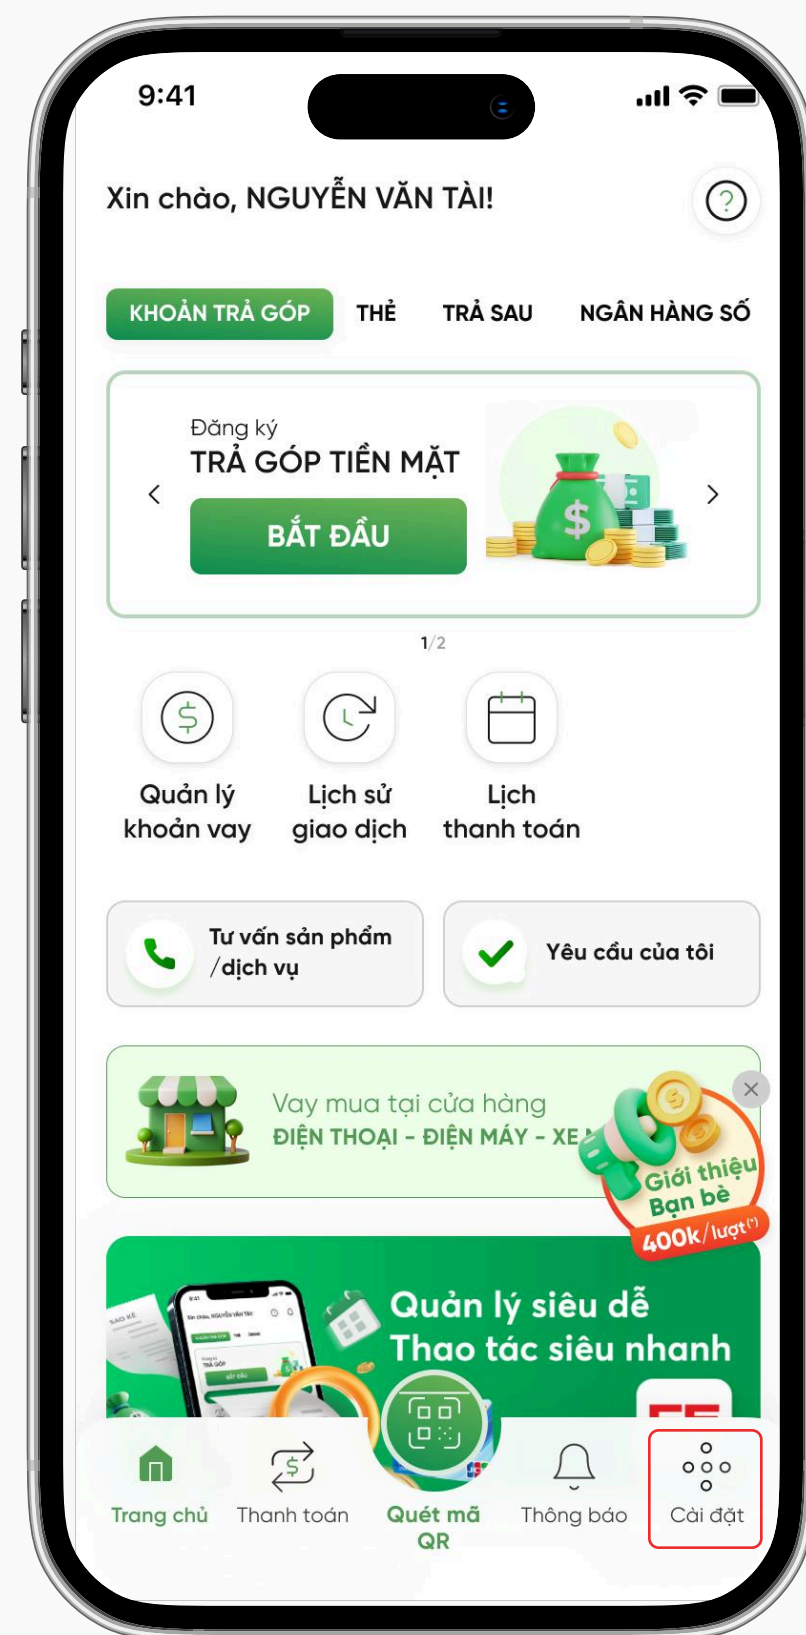 9:41
Xin chào, NGUYỄN VĂN TÀI!
KHOẢN TRẢ GÓP
THẺ
TRẢ SAU
NGÂN HÀNG SỐ
Đăng ký
TRẢ GÓP TIỀN MẶT
BẮT ĐẦU
1/2
Quản lý
khoản vay
Lịch sử
giao dịch
Lịch
thanh toán
Tư vấn sản phẩm
/dịch vụ
Yêu cầu của tôi
Vay mua tại cửa hàng
ĐIỆN THOẠI - ĐIỆN MÁY - XE
Giới thiệu
Bạn bè
400k/lượt(*)
Quản lý siêu dễ
Thao tác siêu nhanh
SAO KÊ
Trang chủ
Thanh toán
Quét mã
QR
Thông báo
Cài đặt